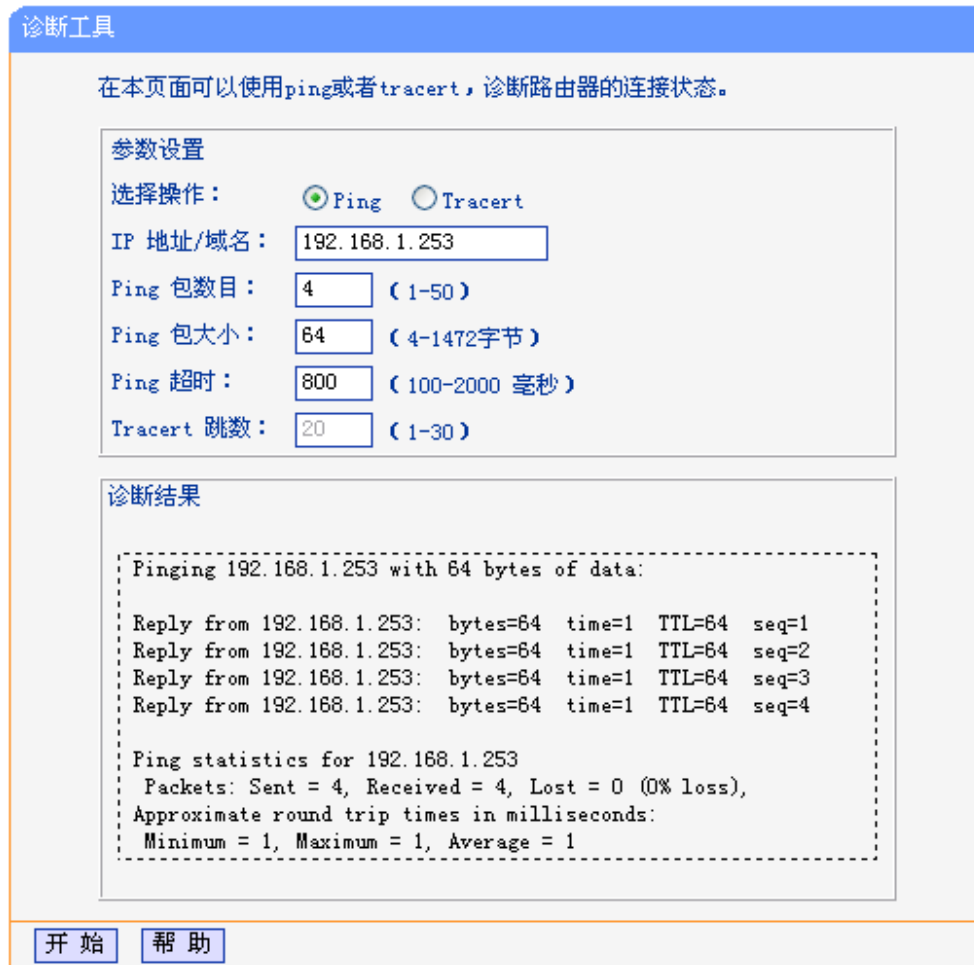 诊断工具
在本页面可以使用ping或者tracert，诊断路由器的连接状态。
参数设置
选择操作： Ping Tracert
IP 地址/域名： 192.168.1.253
Ping 包数目： 4 （1-50）
Ping 包大小： 64 （4-1472字节）
Ping 超时： 800 （100-2000 毫秒）
Tracert 跳数： 20 （1-30）
诊断结果
Pinging 192.168.1.253 with 64 bytes of data:
Reply from 192.168.1.253: bytes=64 time=1 TTL=64 seq=1
Reply from 192.168.1.253: bytes=64 time=1 TTL=64 seq=2
Reply from 192.168.1.253: bytes=64 time=1 TTL=64 seq=3
Reply from 192.168.1.253: bytes=64 time=1 TTL=64 seq=4
Ping statistics for 192.168.1.253
Packets: Sent = 4, Received = 4, Lost = 0 (0% loss),
Approximate round trip times in milliseconds:
Minimum = 1, Maximum = 1, Average = 1
开 始 帮 助